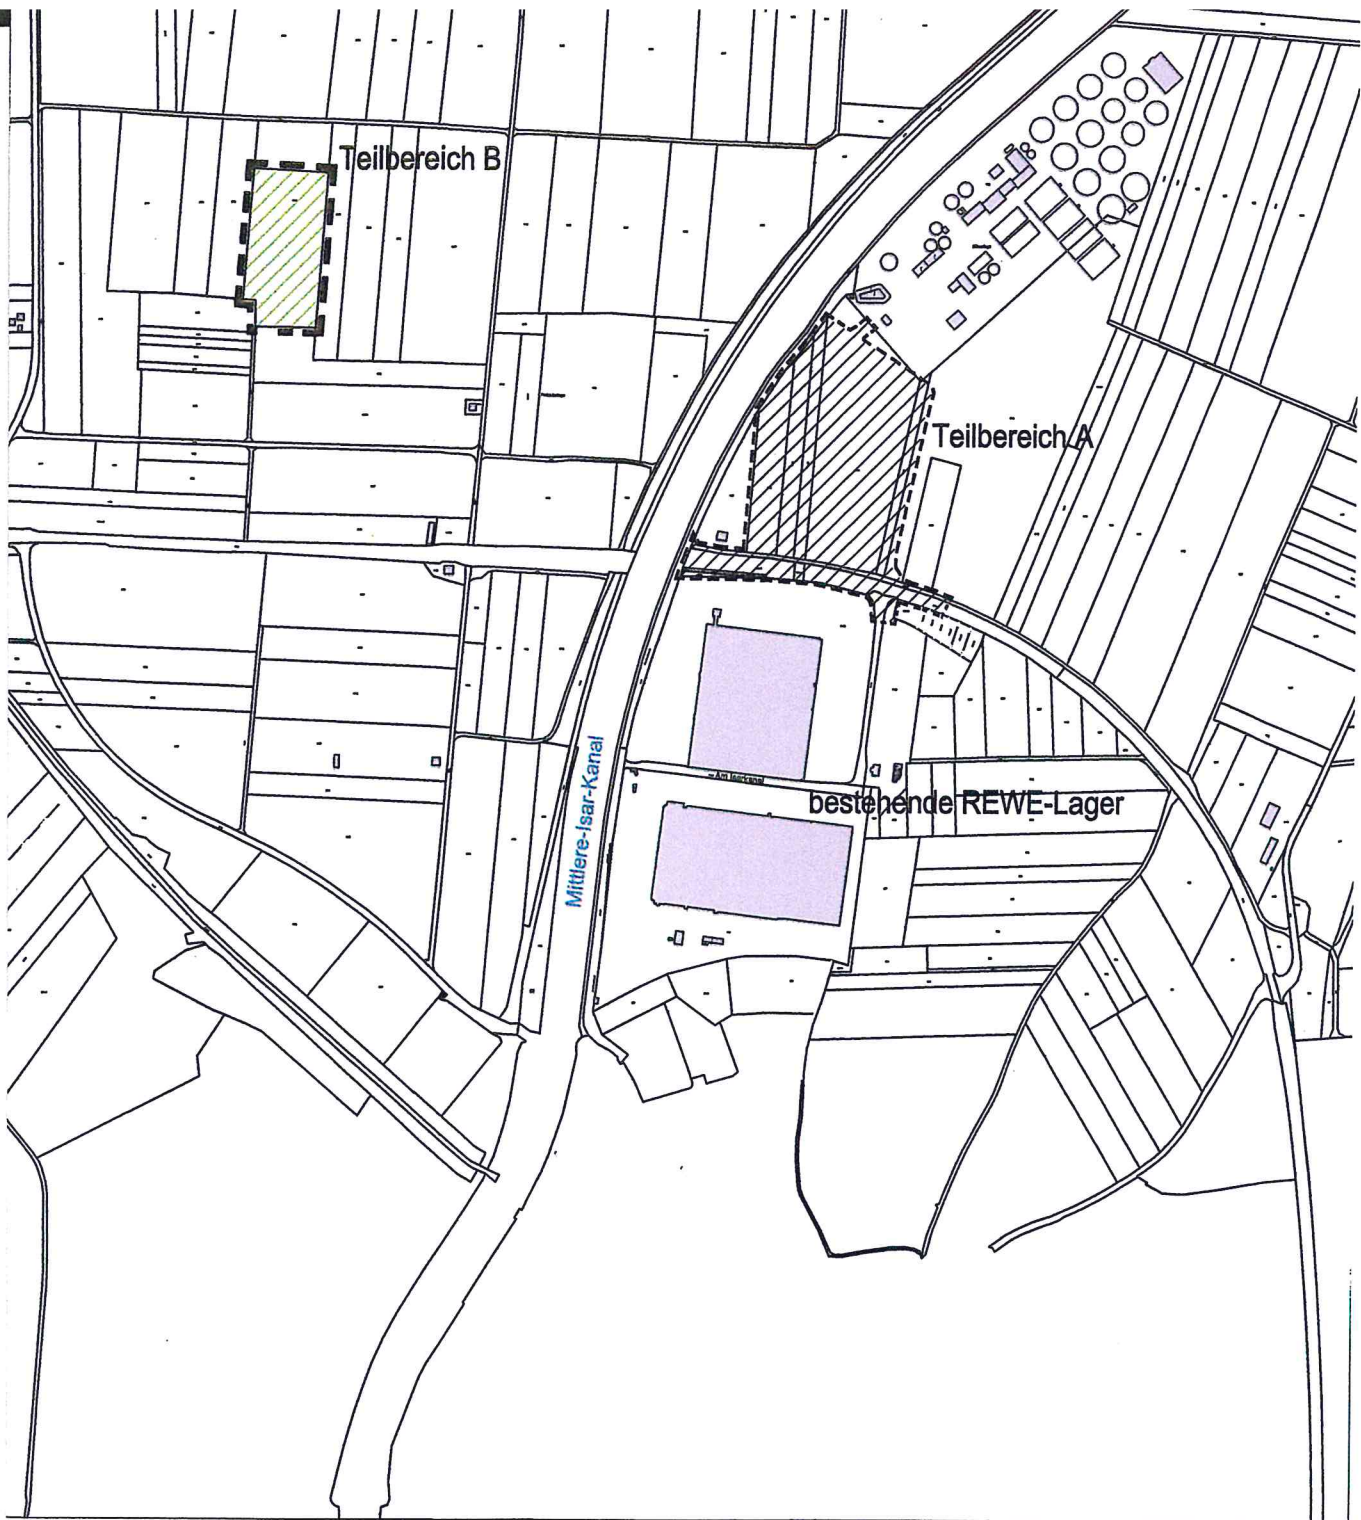 Teilbereich B
Teilbereich A
Mittlere-Isar-Kanal
Am Isarkanal
bestehende REWE-Lager